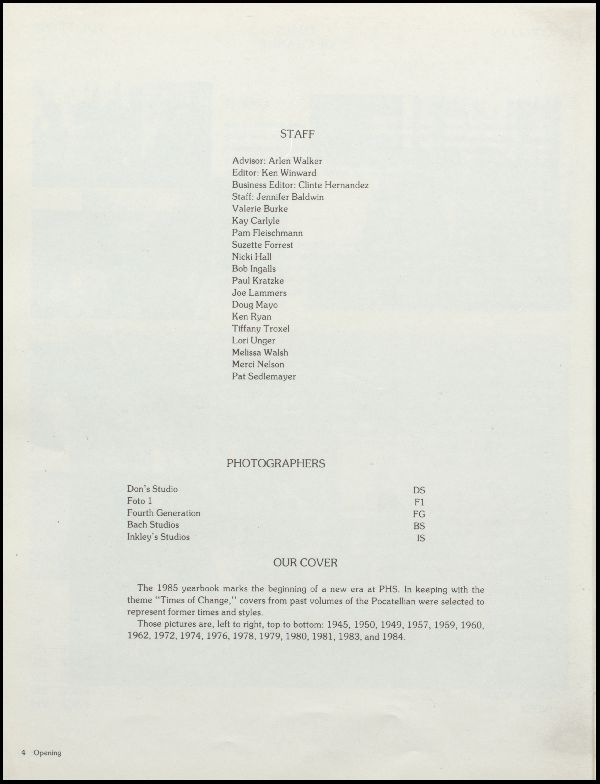 STAFF
Advisor: Arlen Walker
Editor: Ken Winward
Business Editor: Clinte Hernandez
Staff: Jennifer Baldwin
Valerie Burke
Kay Carlyle
Pam Fleischmann
Suzette Forrest
Nicki Hall
Bob Ingalls
Paul Kratzke
Joe Lammers
Doug Mayo
Ken Ryan
Tiffany Troxel
Lori Unger
Melissa Walsh
Merci Nelson
Pat Sedlemayer
PHOTOGRAPHERS
Don's Studio DS
Foto 1 F1
Fourth Generation FG
Bach Studios BS
Inkley's Studios IS
OUR COVER
The 1985 yearbook marks the beginning of a new era at PHS. In keeping with the
theme "Times of Change," covers from past volumes of the Pocatellian were selected to
represent former times and styles.
Those pictures are, left to right, top to bottom: 1945, 1950, 1949, 1957, 1959, 1960,
1962, 1972, 1974, 1976, 1978, 1979, 1980, 1981, 1983, and 1984.
4 Opening